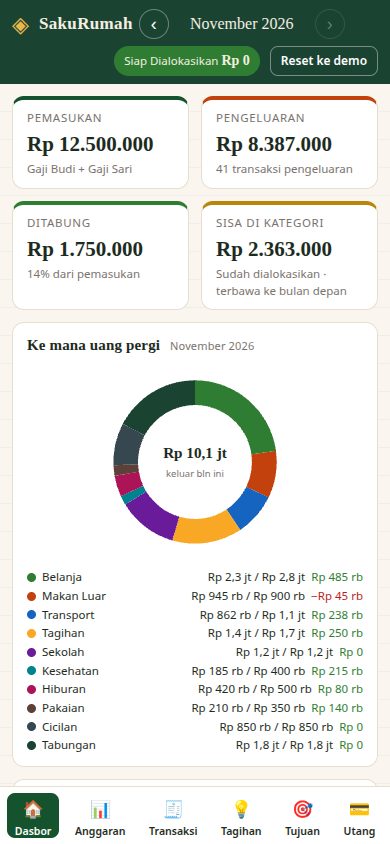 SakuRumah ‹ November 2026 ›
Siap Dialokasikan Rp 0 Reset ke demo
PEMASUKAN
Rp 12.500.000
Gaji Budi + Gaji Sari
PENGELUARAN
Rp 8.387.000
41 transaksi pengeluaran
DITABUNG
Rp 1.750.000
14% dari pemasukan
SISA DI KATEGORI
Rp 2.363.000
Sudah dialokasikan ·
terbawa ke bulan depan
Ke mana uang pergi November 2026
Rp 10,1 jt
keluar bln ini
Belanja Rp 2,3 jt / Rp 2,8 jt Rp 485 rb
Makan Luar Rp 945 rb / Rp 900 rb −Rp 45 rb
Transport Rp 862 rb / Rp 1,1 jt Rp 238 rb
Tagihan Rp 1,4 jt / Rp 1,7 jt Rp 250 rb
Sekolah Rp 1,2 jt / Rp 1,2 jt Rp 0
Kesehatan Rp 185 rb / Rp 400 rb Rp 215 rb
Hiburan Rp 420 rb / Rp 500 rb Rp 80 rb
Pakaian Rp 210 rb / Rp 350 rb Rp 140 rb
Cicilan Rp 850 rb / Rp 850 rb Rp 0
Tabungan Rp 1,8 jt / Rp 1,8 jt Rp 0
Dasbor Anggaran Transaksi Tagihan Tujuan Utang